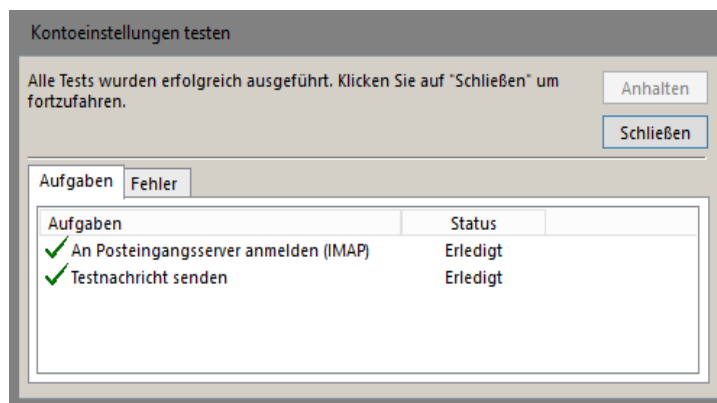 Kontoeinstellungen testen
Alle Tests wurden erfolgreich ausgeführt. Klicken Sie auf "Schließen" um
fortzufahren.
Anhalten
Schließen
Aufgaben Fehler
Aufgaben Status
An Posteingangsserver anmelden (IMAP) Erledigt
Testnachricht senden Erledigt